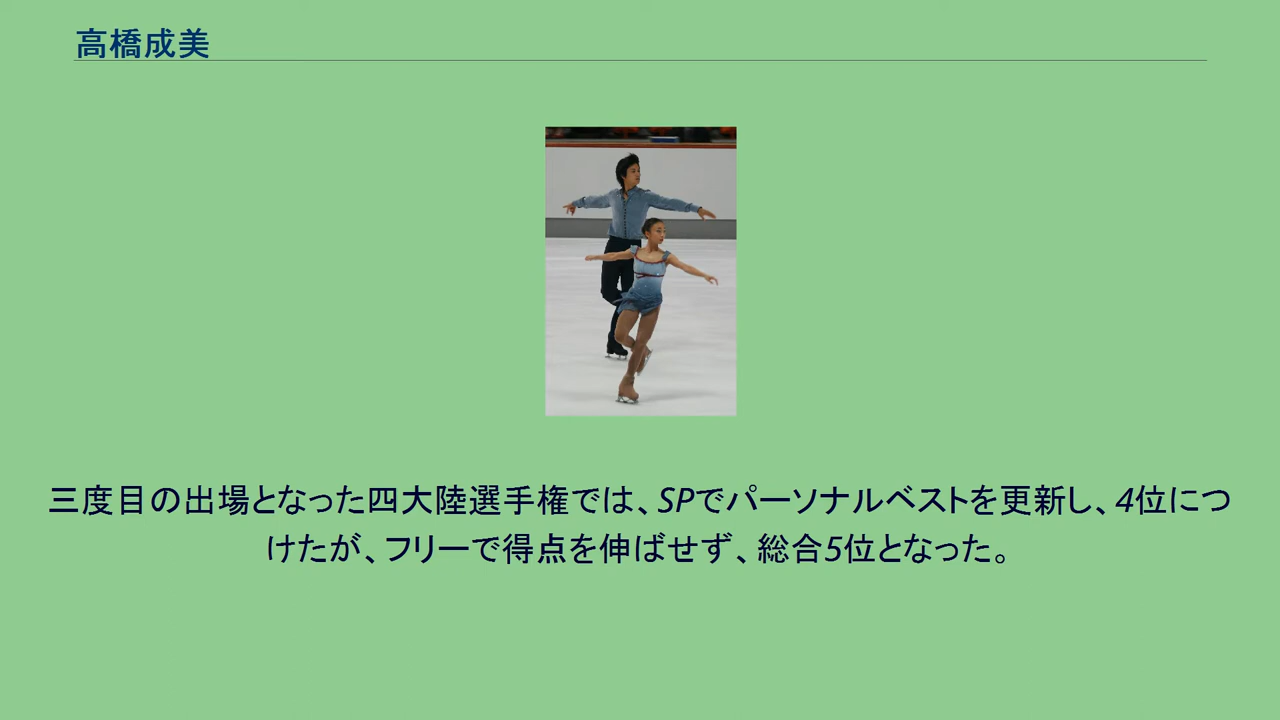 高橋成美
三度目の出場となった四大陸選手権では、SPでパーソナルベストを更新し、4位につ
けたが、フリーで得点を伸ばせず、総合5位となった。